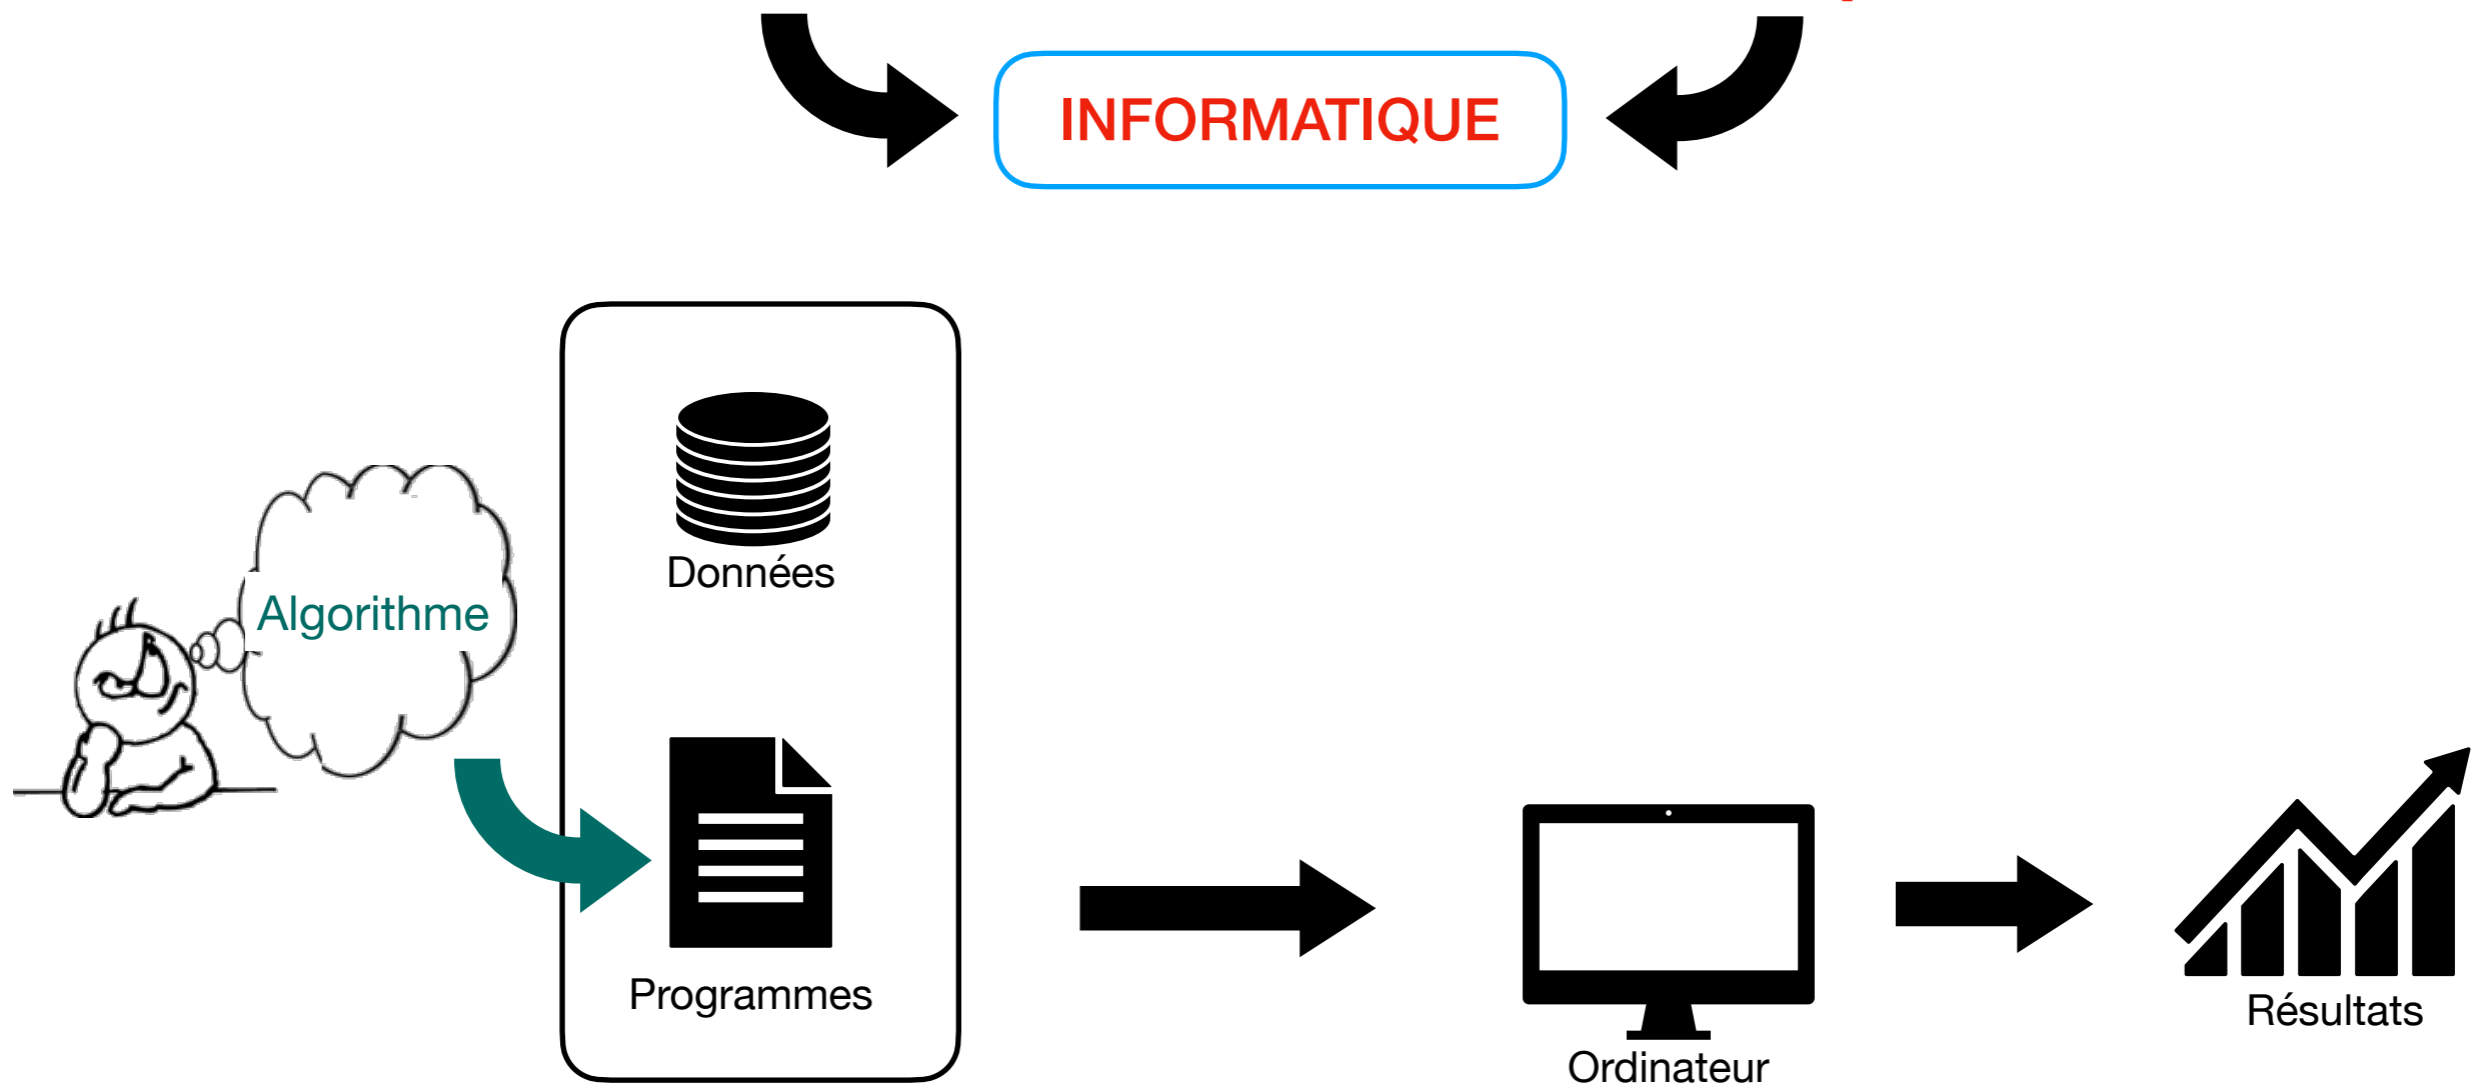 INFORMATIQUE
Données
Algorithme
Programmes
Ordinateur
Résultats